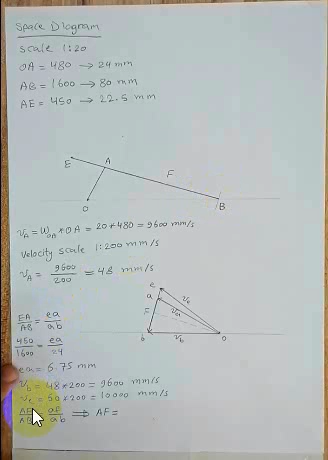 Space Diagram
Scale 1:20
OA = 480 → 24 mm
AB = 1600 → 80 mm
AE = 450 → 22.5 mm
E
A
F
O
B
VA = WOA * OA = 20 * 480 = 9600 mm/s
Velocity scale 1:200 mm/s
VA = 9600/200 = 48 mm/s
e
a
Ve
Va
F
b
Vb
o
EA/AB = ea/ab
450/1600 = ea/24
ea = 6.75 mm
Vb = 48*200 = 9600 mm/s
Ve = 50*200 = 10000 mm/s
AF/AB = af/ab ⇒ AF =